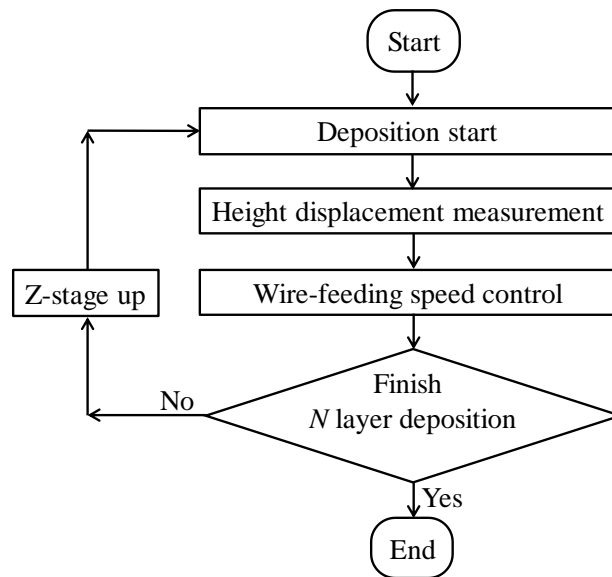 Start
Deposition start
Height displacement measurement
Z-stage up
Wire-feeding speed control
Finish
N layer deposition
No
Yes
End